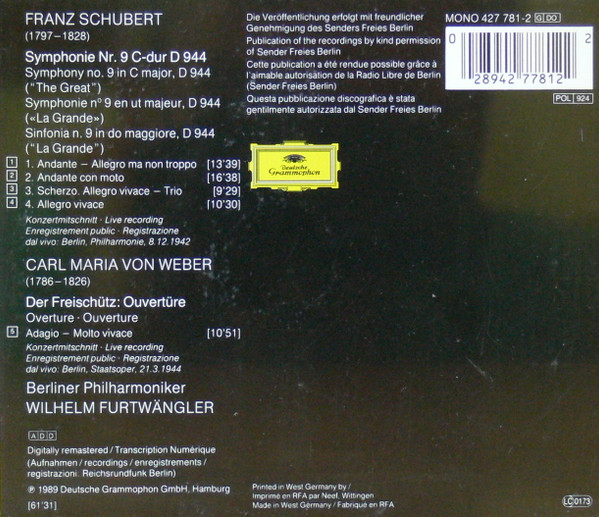 FRANZ SCHUBERT
(1797–1828)
Symphonie Nr. 9 C-dur D 944
Symphony no. 9 in C major, D 944
("The Great")
Symphonie n° 9 en ut majeur, D 944
(«La Grande»)
Sinfonia n. 9 in do maggiore, D 944
("La Grande")
1 1. Andante – Allegro ma non troppo [13'39]
2 2. Andante con moto [16'38]
3 3. Scherzo. Allegro vivace – Trio [9'29]
4 4. Allegro vivace [10'30]
Konzertmitschnitt · Live recording
Enregistrement public · Registrazione
dal vivo: Berlin, Philharmonie, 8.12.1942
CARL MARIA VON WEBER
(1786–1826)
Der Freischütz: Ouvertüre
Overture · Ouverture
5 Adagio – Molto vivace [10'51]
Konzertmitschnitt · Live recording
Enregistrement public · Registrazione
dal vivo: Berlin, Staatsoper, 21.3.1944
Berliner Philharmoniker
WILHELM FURTWÄNGLER
ADD
Digitally remastered / Transcription Numérique
(Aufnahmen / recordings / enregistrements /
registrazioni: Reichsrundfunk Berlin)
℗ 1989 Deutsche Grammophon GmbH, Hamburg
[61'31]
Die Veröffentlichung erfolgt mit freundlicher
Genehmigung des Senders Freies Berlin
Publication of the recordings by kind permission
of Sender Freies Berlin
Cette publication a été rendue possible grâce à
l'aimable autorisation de la Radio Libre de Berlin
(Sender Freies Berlin)
Questa pubblicazione discografica è stata
gentilmente autorizzata dal Sender Freies Berlin
Deutsche
Grammophon
Printed in West Germany by /
Imprimé en RFA par Neef, Wittingen
Made in West Germany / Fabriqué en RFA
MONO 427 781-2 G DO
0 2
28942 77812
POL 924
LC 0173